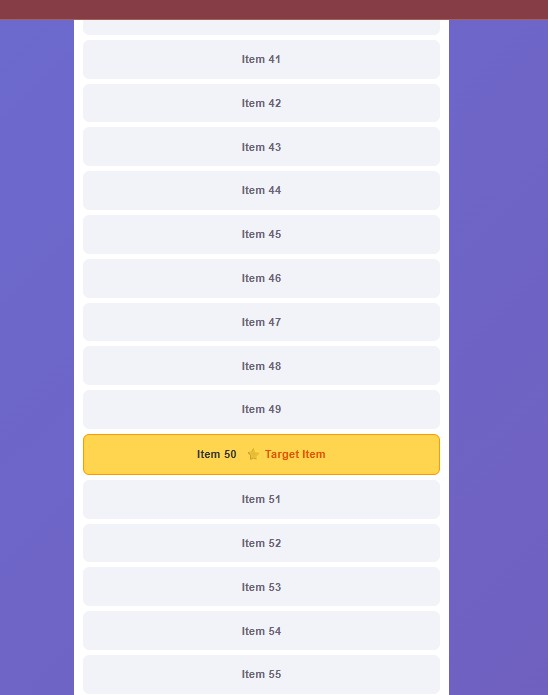 Item 41
Item 42
Item 43
Item 44
Item 45
Item 46
Item 47
Item 48
Item 49
Item 50 ⭐ Target Item
Item 51
Item 52
Item 53
Item 54
Item 55